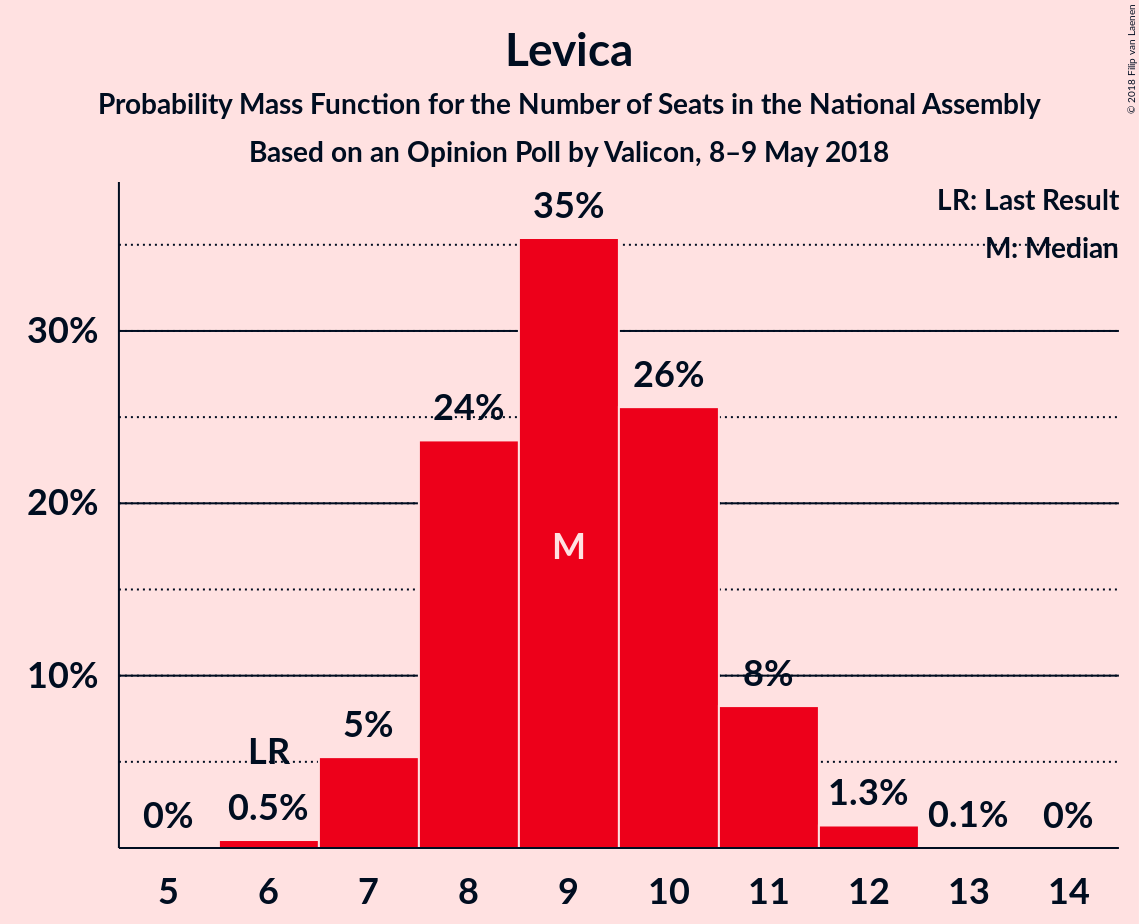 Levica
Probability Mass Function for the Number of Seats in the National Assembly
Based on an Opinion Poll by Valicon, 8–9 May 2018
© 2018 Filip van Laenen
LR: Last Result
M: Median
35%
30%
26%
24%
20%
M
10%
8%
5%
LR
1.3%
0% 0.5% 0.1% 0%
5 6 7 8 9 10 11 12 13 14